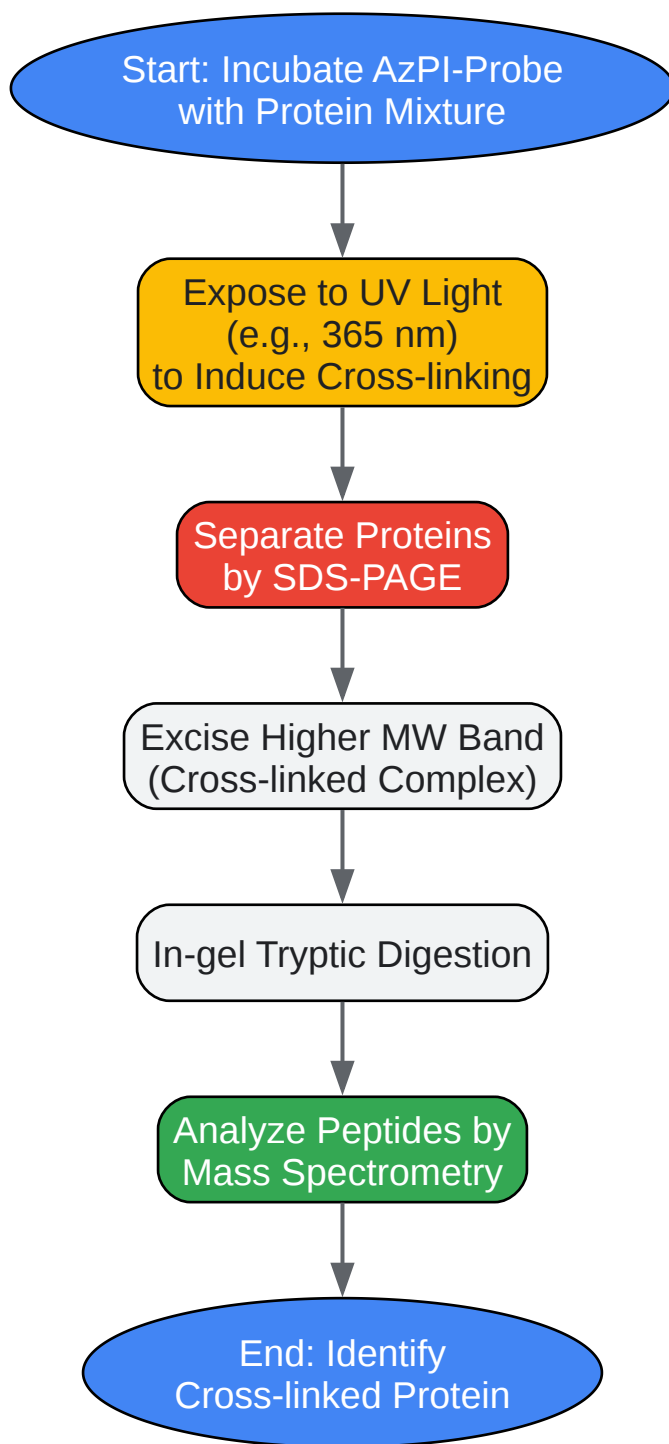 Start: Incubate AzPI-Probe
with Protein Mixture
Expose to UV Light
(e.g., 365 nm)
to Induce Cross-linking
Separate Proteins
by SDS-PAGE
Excise Higher MW Band
(Cross-linked Complex)
In-gel Tryptic Digestion
Analyze Peptides by
Mass Spectrometry
End: Identify
Cross-linked Protein